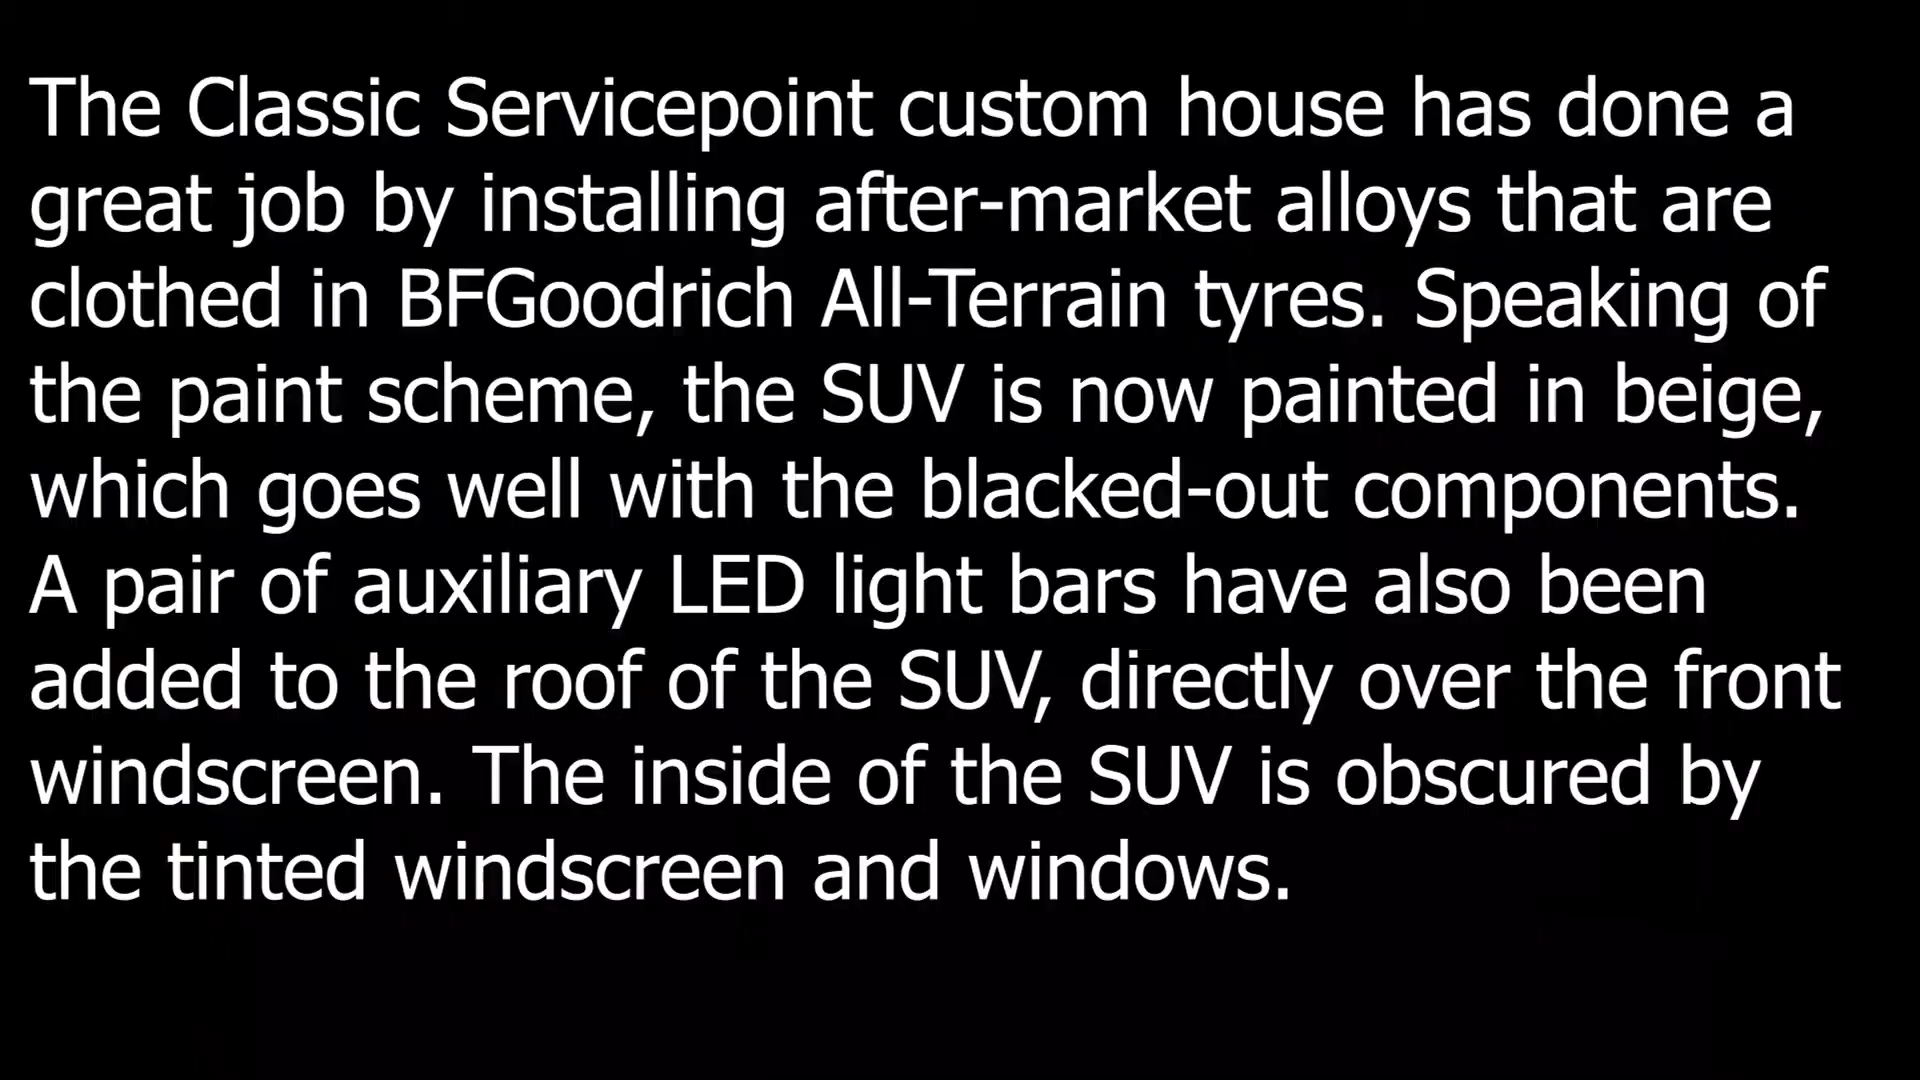 The Classic Servicepoint custom house has done a
great job by installing after-market alloys that are
clothed in BFGoodrich All-Terrain tyres. Speaking of
the paint scheme, the SUV is now painted in beige,
which goes well with the blacked-out components.
A pair of auxiliary LED light bars have also been
added to the roof of the SUV, directly over the front
windscreen. The inside of the SUV is obscured by
the tinted windscreen and windows.